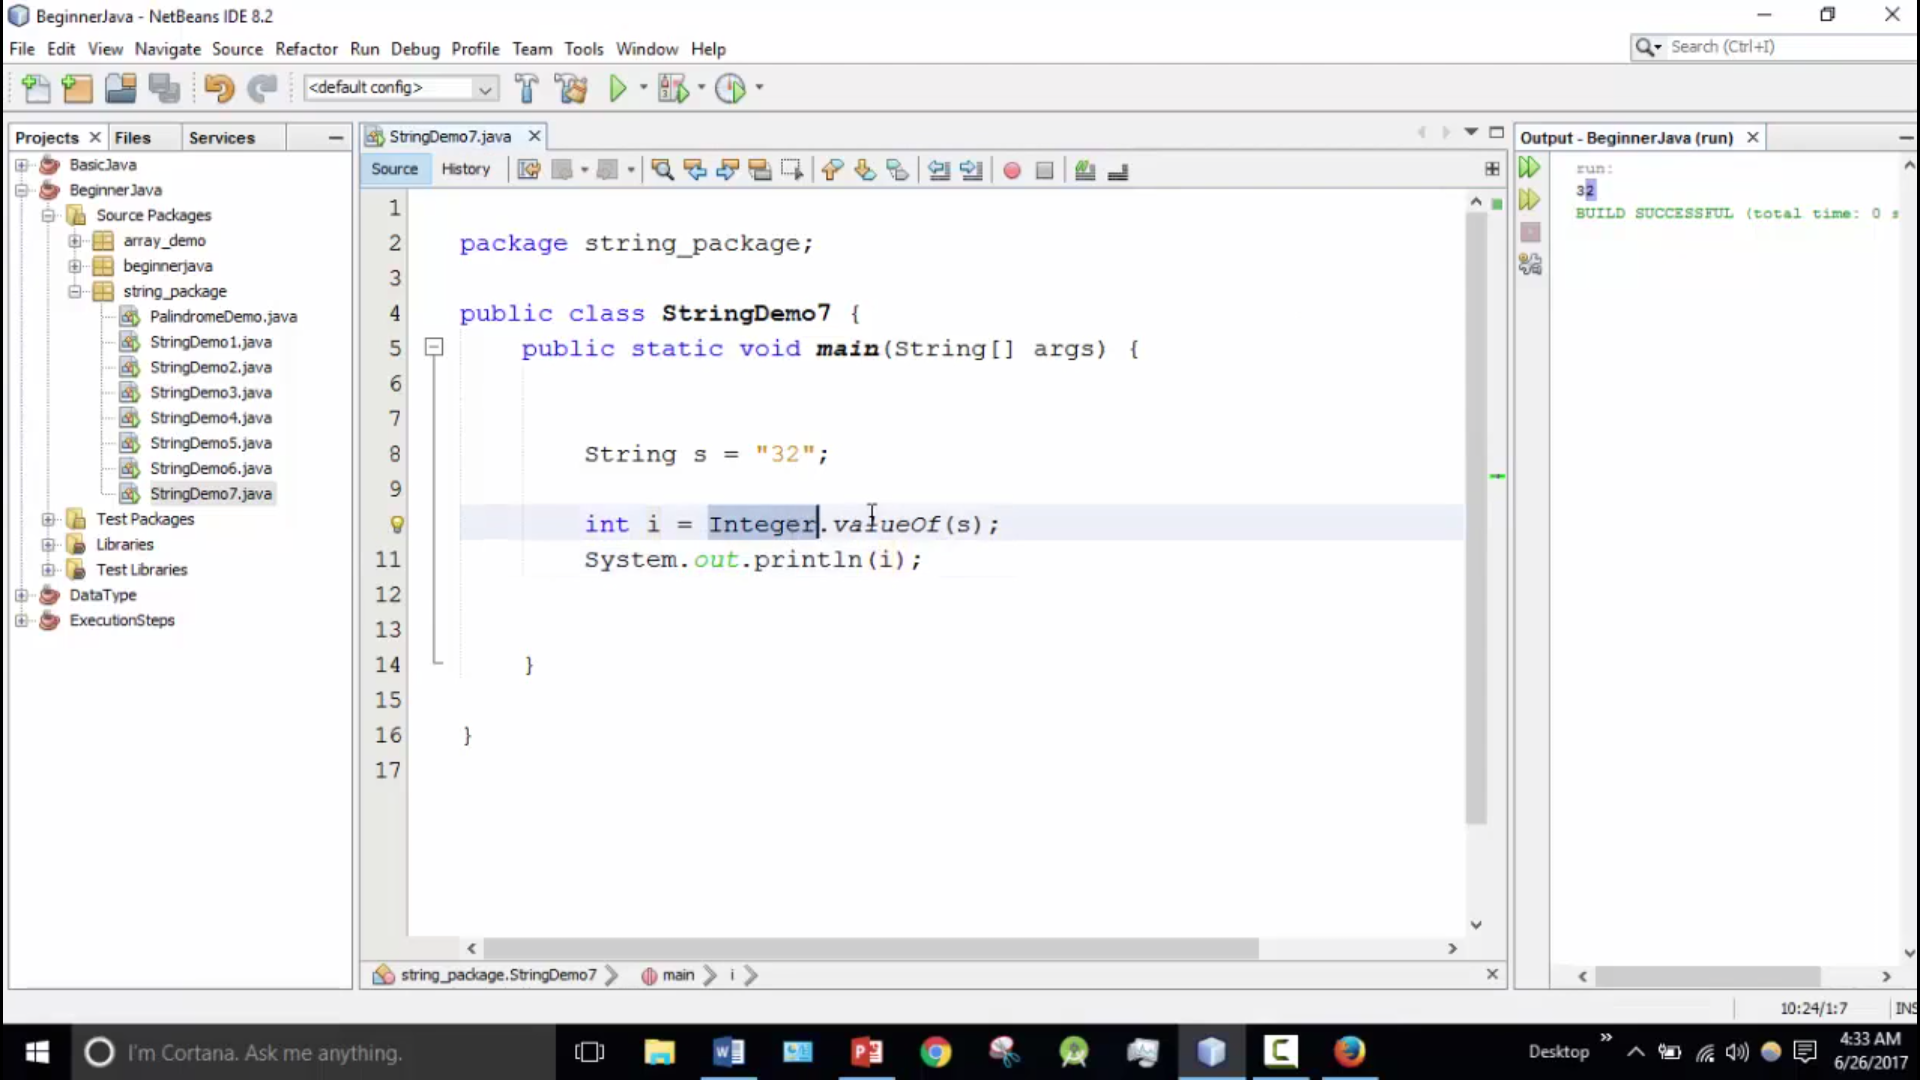 BeginnerJava - NetBeans IDE 8.2
File Edit View Navigate Source Refactor Run Debug Profile Team Tools Window Help
Search (Ctrl+I)
<default config>
Projects Files Services
BasicJava
BeginnerJava
Source Packages
array_demo
beginnerjava
string_package
PalindromeDemo.java
StringDemo1.java
StringDemo2.java
StringDemo3.java
StringDemo4.java
StringDemo5.java
StringDemo6.java
StringDemo7.java
Test Packages
Libraries
Test Libraries
DataType
ExecutionSteps
StringDemo7.java
Source History
1
2 package string_package;
3
4 public class StringDemo7 {
5 public static void main(String[] args) {
6
7
8 String s = "32";
9
int i = Integer.valueOf(s);
11 System.out.println(i);
12
13
14 }
15
16 }
17
string_package.StringDemo7 main i
Output - BeginnerJava (run)
run:
32
BUILD SUCCESSFUL (total time: 0 s
10:24/1:7 INS
I'm Cortana. Ask me anything.
Desktop
4:33 AM
6/26/2017